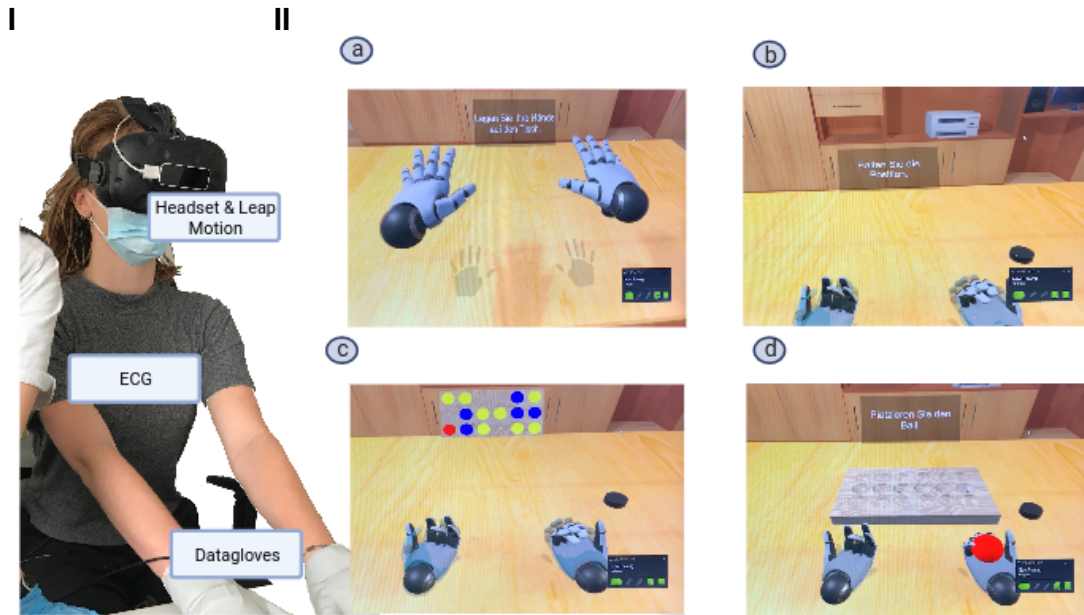 I
II
a
Legen Sie Ihre Hände
auf den Tisch.
b
Halten Sie die
Position.
Headset & Leap
Motion
ECG
Datagloves
c
d
Platzieren Sie den
Ball